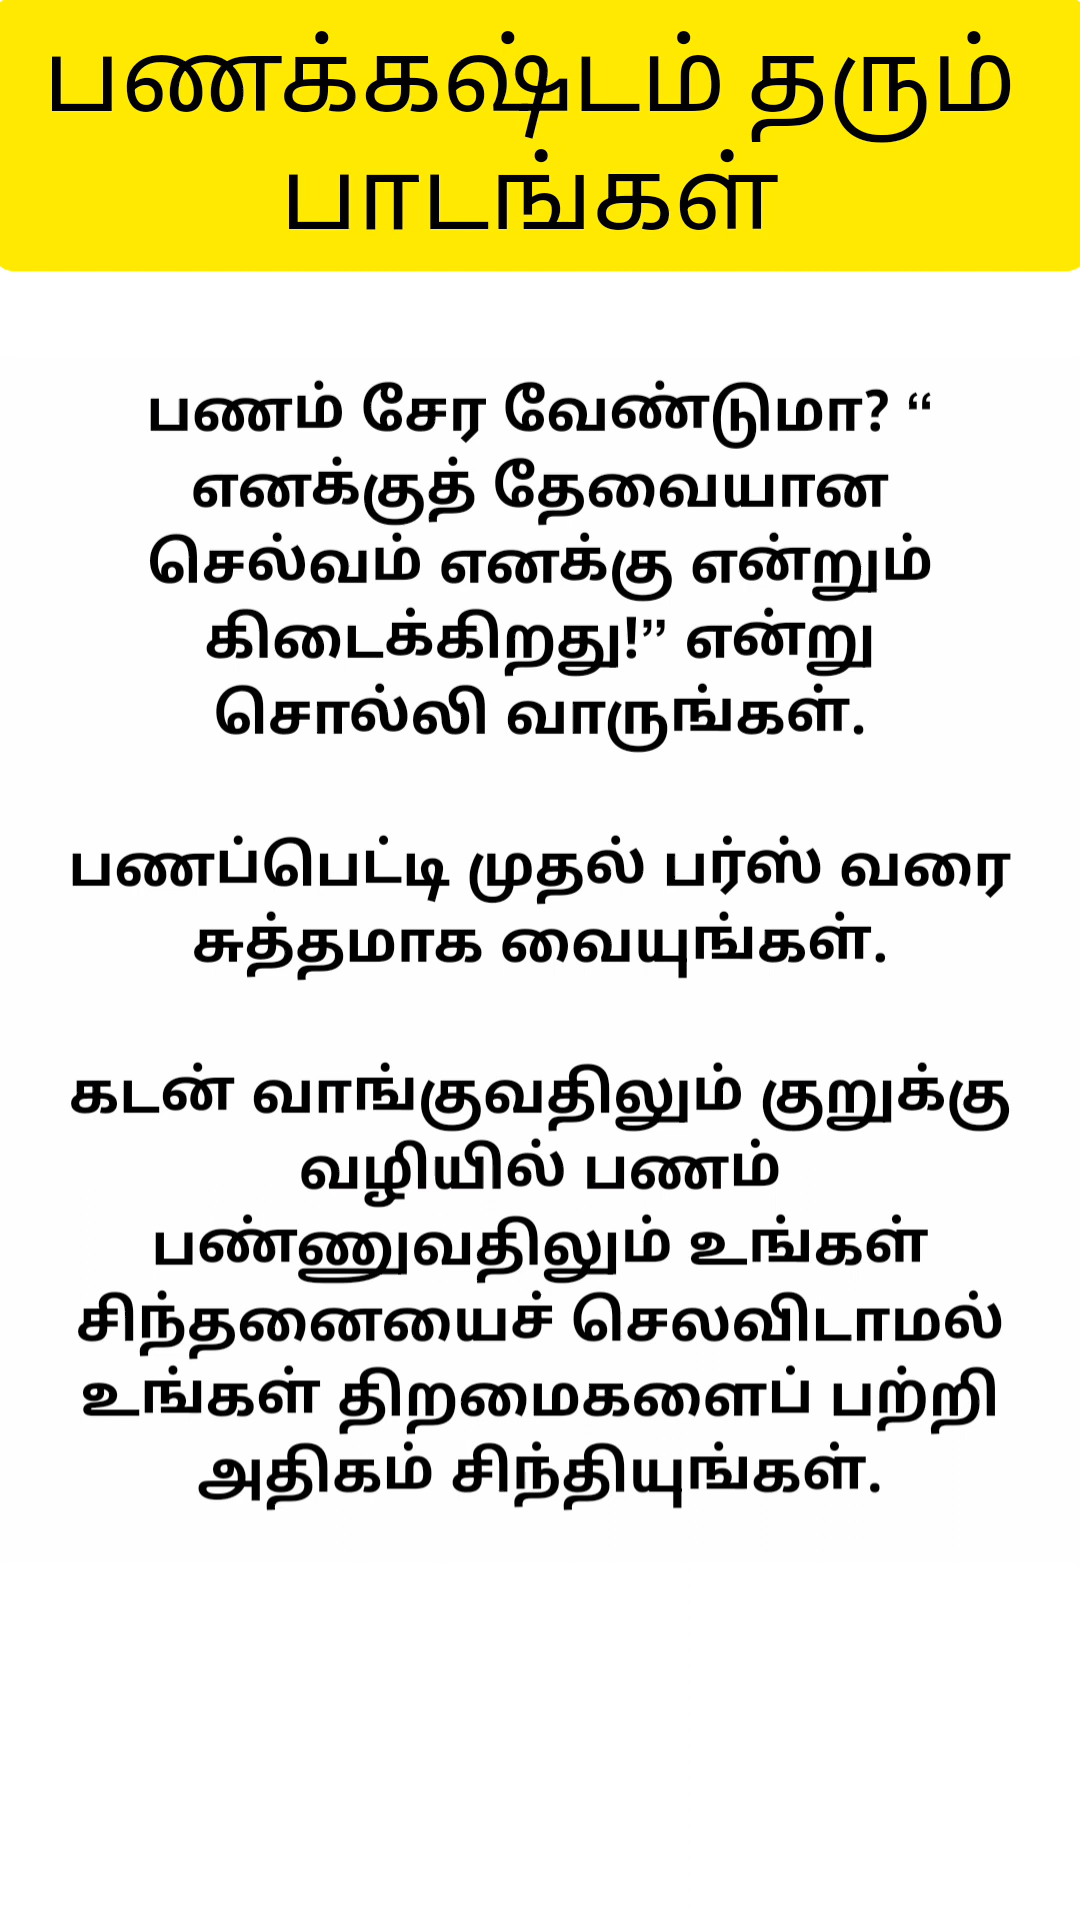 பணக்கஷ்டம் தரும்
பாடங்கள்
பணம் சேர வேண்டுமா? “
எனக்குத் தேவையான
செல்வம் எனக்கு என்றும்
கிடைக்கிறது!” என்று
சொல்லி வாருங்கள்.
பணப்பெட்டி முதல் பர்ஸ் வரை
சுத்தமாக வையுங்கள்.
கடன் வாங்குவதிலும் குறுக்கு
வழியில் பணம்
பண்ணுவதிலும் உங்கள்
சிந்தனையைச் செலவிடாமல்
உங்கள் திறமைகளைப் பற்றி
அதிகம் சிந்தியுங்கள்.